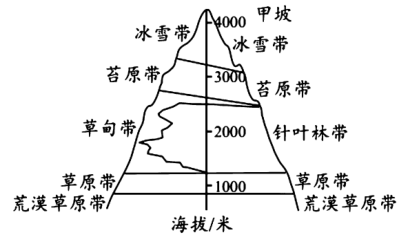 4000 甲坡
冰雪带 冰雪带
3000
苔原带 苔原带
草甸带 2000 针叶林带
草原带 1000 草原带
荒漠草原带 荒漠草原带
海拔/米